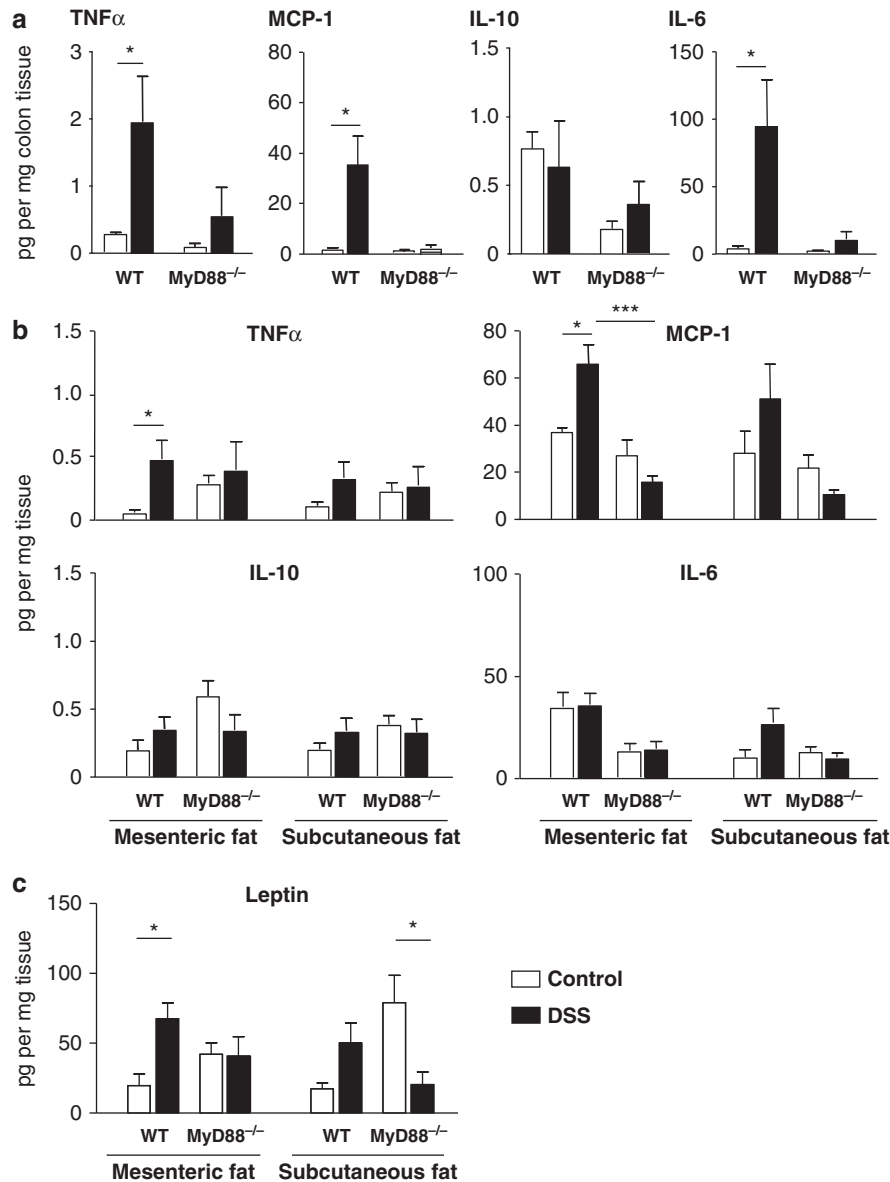 a
TNFα MCP-1 IL-10 IL-6
pg per mg colon tissue
3 2 1 0
80 60 40 20 0
1.5 1.0 0.5 0
150 100 50 0
* * *
WT MyD88–/– WT MyD88–/– WT MyD88–/– WT MyD88–/–
b
TNFα MCP-1
pg per mg tissue
1.5 1.0 0.5 0
80 60 40 20 0
* * ***
IL-10 IL-6
1.5 1.0 0.5 0
100 50 0
WT MyD88–/– WT MyD88–/– WT MyD88–/– WT MyD88–/–
Mesenteric fat Subcutaneous fat Mesenteric fat Subcutaneous fat
c
Leptin
pg per mg tissue
150 100 50 0
* *
Control
DSS
WT MyD88–/– WT MyD88–/–
Mesenteric fat Subcutaneous fat